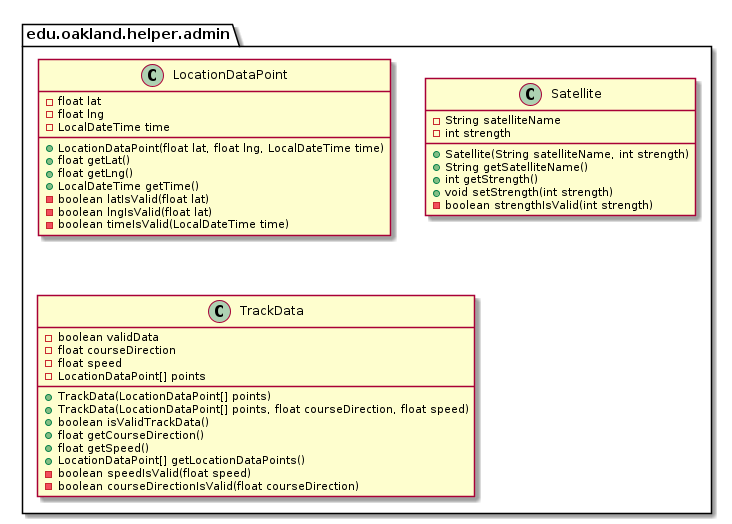 edu.oakland.helper.admin
C LocationDataPoint
float lat
float lng
LocalDateTime time
LocationDataPoint(float lat, float lng, LocalDateTime time)
float getLat()
float getLng()
LocalDateTime getTime()
boolean latIsValid(float lat)
boolean lngIsValid(float lat)
boolean timeIsValid(LocalDateTime time)
C Satellite
String satelliteName
int strength
Satellite(String satelliteName, int strength)
String getSatelliteName()
int getStrength()
void setStrength(int strength)
boolean strengthIsValid(int strength)
C TrackData
boolean validData
float courseDirection
float speed
LocationDataPoint[] points
TrackData(LocationDataPoint[] points)
TrackData(LocationDataPoint[] points, float courseDirection, float speed)
boolean isValidTrackData()
float getCourseDirection()
float getSpeed()
LocationDataPoint[] getLocationDataPoints()
boolean speedIsValid(float speed)
boolean courseDirectionIsValid(float courseDirection)